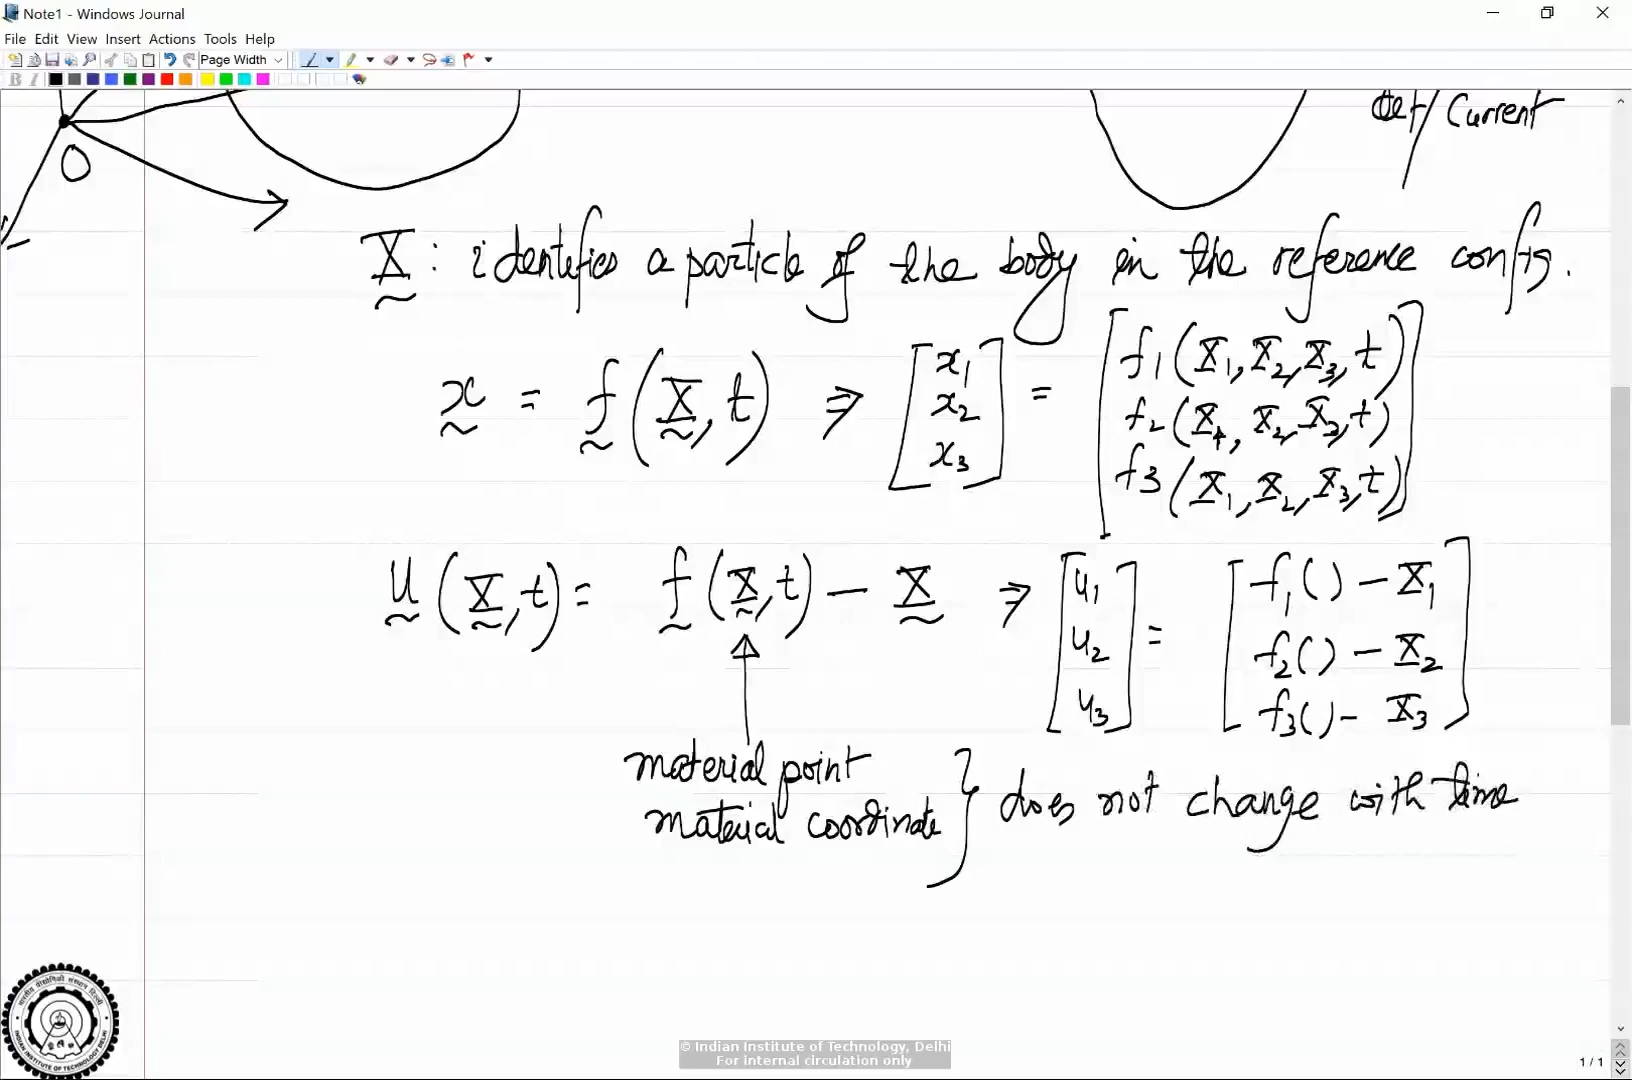 Note1 - Windows Journal
File Edit View Insert Actions Tools Help
Page Width
B I
O
Def/Current
X : identifies a particle of the body in the reference config.
x = f(X, t) ⇒ [x1 x2 x3] = [f1(X1, X2, X3, t)
f2(X1, X2, X3, t)
f3(X1, X2, X3, t)]
u(X, t) = f(X, t) − X ⇒ [u1 u2 u3] = [f1() − X1
f2() − X2
f3() − X3]
material point
material coordinate } does not change with time
© Indian Institute of Technology, Delhi
For internal circulation only
1 / 1